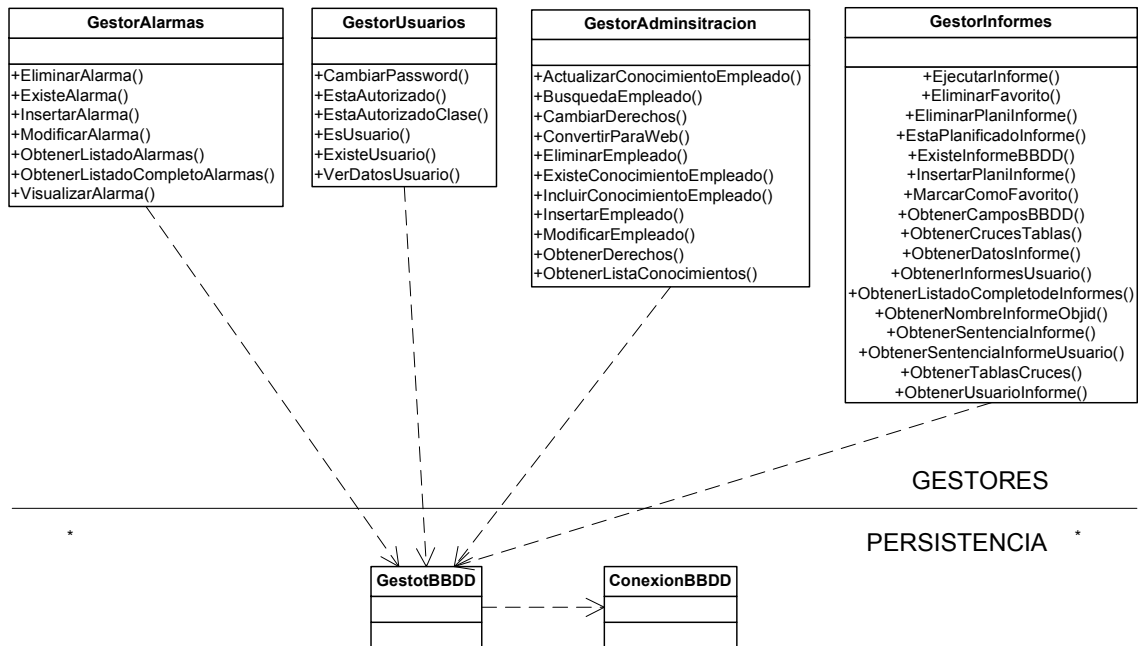 GestorAlarmas
+EliminarAlarma()
+ExisteAlarma()
+InsertarAlarma()
+ModificarAlarma()
+ObtenerListadoAlarmas()
+ObtenerListadoCompletoAlarmas()
+VisualizarAlarma()
GestorUsuarios
+CambiarPassword()
+EstaAutorizado()
+EstaAutorizadoClase()
+EsUsuario()
+ExisteUsuario()
+VerDatosUsuario()
GestorAdminsitracion
+ActualizarConocimientoEmpleado()
+BusquedaEmpleado()
+CambiarDerechos()
+ConvertirParaWeb()
+EliminarEmpleado()
+ExisteConocimientoEmpleado()
+IncluirConocimientoEmpleado()
+InsertarEmpleado()
+ModificarEmpleado()
+ObtenerDerechos()
+ObtenerListaConocimientos()
GestorInformes
+EjecutarInforme()
+EliminarFavorito()
+EliminarPlaniInforme()
+EstaPlanificadoInforme()
+ExisteInformeBBDD()
+InsertarPlaniInforme()
+MarcarComoFavorito()
+ObtenerCamposBBDD()
+ObtenerCrucesTablas()
+ObtenerDatosInforme()
+ObtenerInformesUsuario()
+ObtenerListadoCompletodeInformes()
+ObtenerNombreInformeObjid()
+ObtenerSentenciaInforme()
+ObtenerSentenciaInformeUsuario()
+ObtenerTablasCruces()
+ObtenerUsuarioInforme()
GESTORES
* PERSISTENCIA *
GestotBBDD
ConexionBBDD